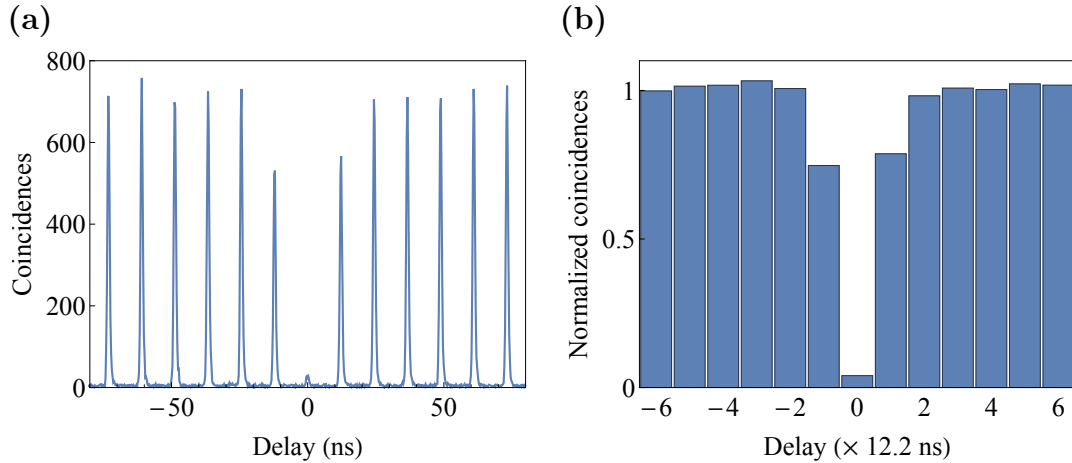 (a)
800
600
400
200
0
Coincidences
−50 0 50
Delay (ns)
(b)
1
0.5
0
Normalized coincidences
−6 −4 −2 0 2 4 6
Delay (× 12.2 ns)